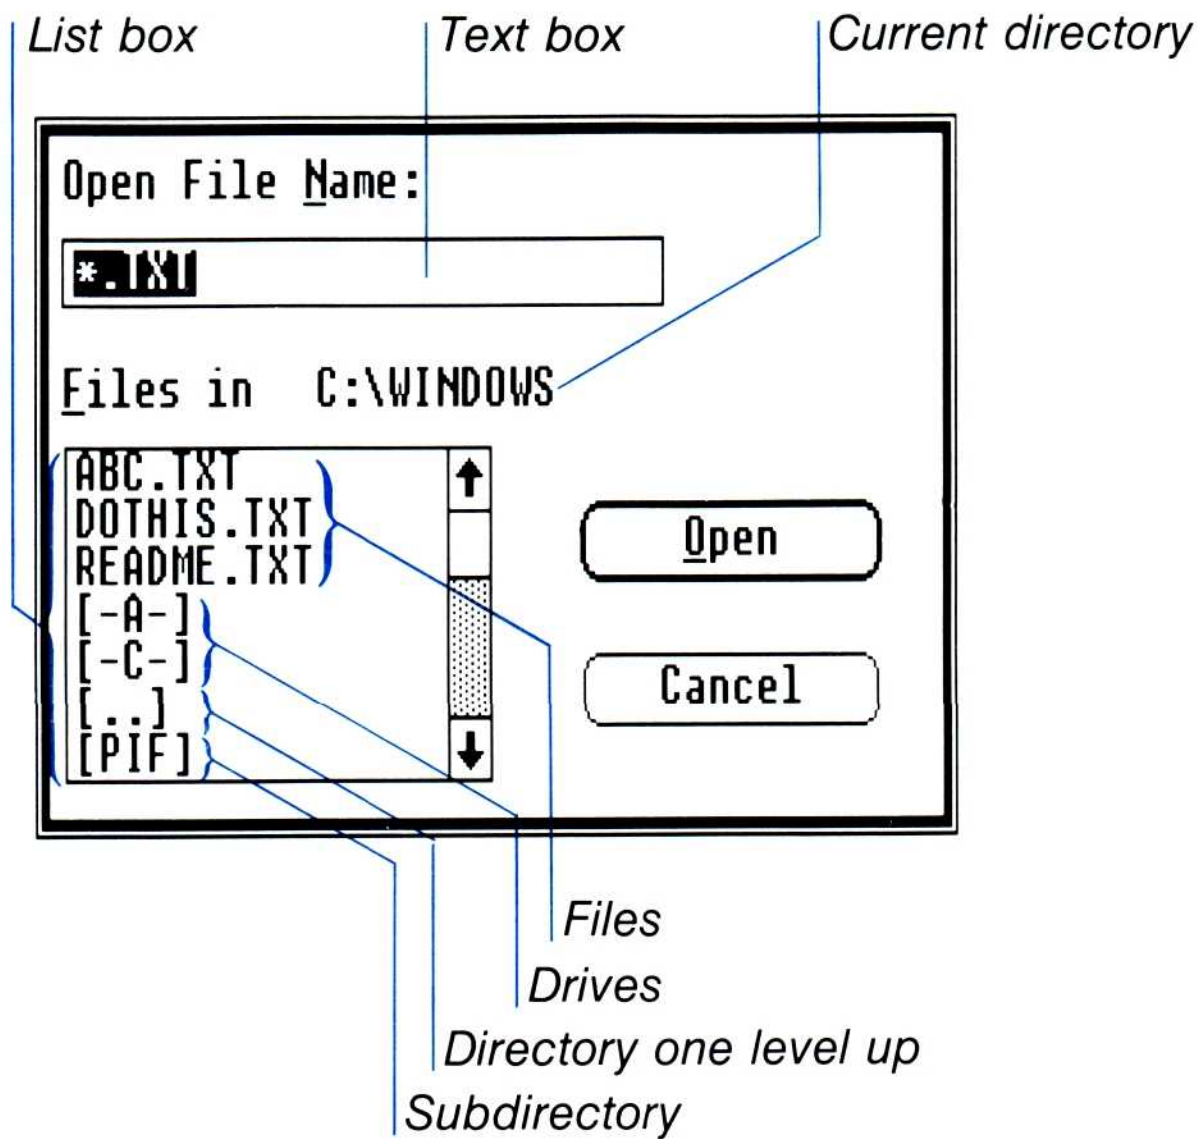 List box
Text box
Current directory
Open File Name:
*.TXT
Files in C:\WINDOWS
ABC.TXT
DOTHIS.TXT
README.TXT
[-A-]
[-C-]
[..]
[PIF]
Open
Cancel
Files
Drives
Directory one level up
Subdirectory